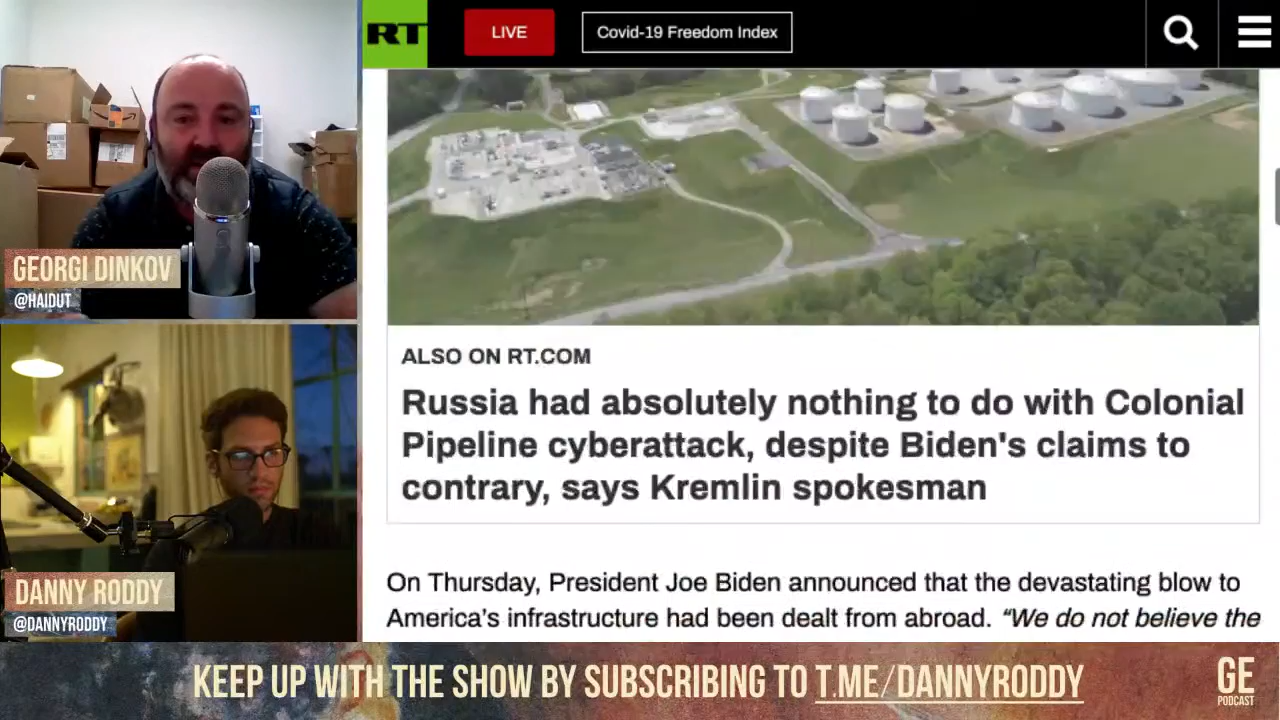 GEORGI DINKOV
@HAIDUT
DANNY RODDY
@DANNYRODDY
RT
LIVE
Covid-19 Freedom Index
ALSO ON RT.COM
Russia had absolutely nothing to do with Colonial
Pipeline cyberattack, despite Biden's claims to
contrary, says Kremlin spokesman
On Thursday, President Joe Biden announced that the devastating blow to
America’s infrastructure had been dealt from abroad. “We do not believe the
KEEP UP WITH THE SHOW BY SUBSCRIBING TO T.ME/DANNYRODDY
GE
PODCAST